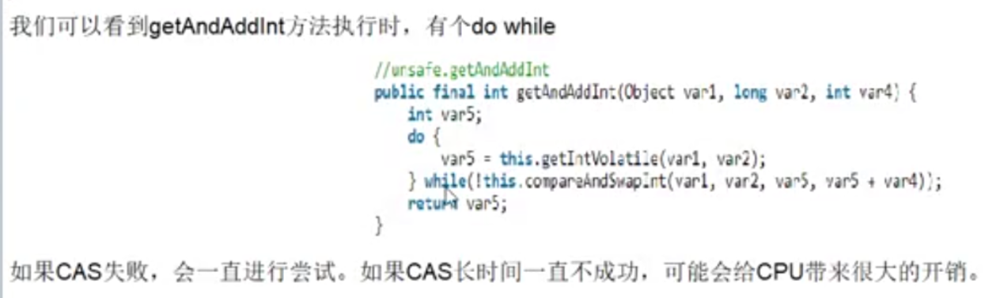 我们可以看到getAndAddInt方法执行时，有个do while
//unsafe.getAndAddInt
public final int getAndAddInt(Object var1, long var2, int var4) {
int var5;
do {
var5 = this.getIntVolatile(var1, var2);
} while(!this.compareAndSwapInt(var1, var2, var5, var5 + var4));
return var5;
}
如果CAS失败，会一直进行尝试。如果CAS长时间一直不成功，可能会给CPU带来很大的开销。